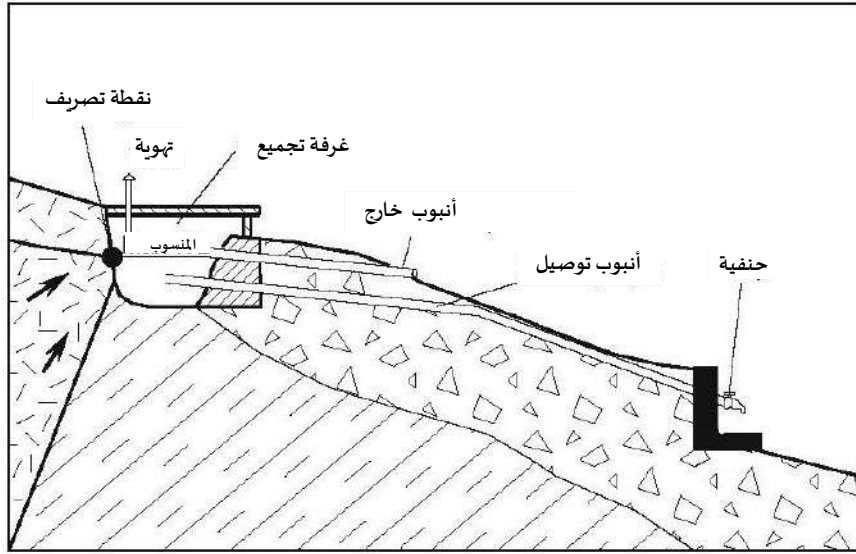 نقطة تصريف
تهوية
غرفة تجميع
أنبوب خارج
المنسوب
أنبوب توصيل
حنفية